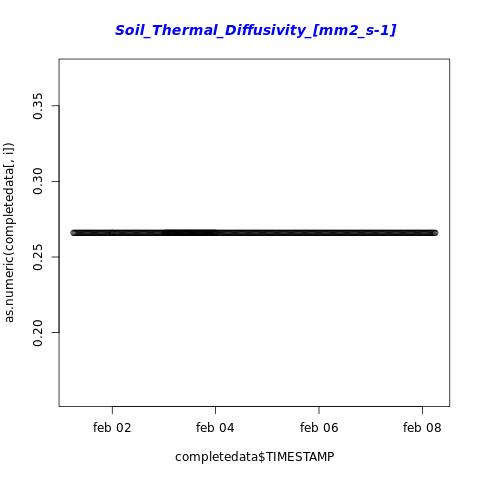 Soil_Thermal_Diffusivity_[mm2_s-1]
as.numeric(completedata[, i])
0.35
0.30
0.25
0.20
feb 02 feb 04 feb 06 feb 08
completedata$TIMESTAMP